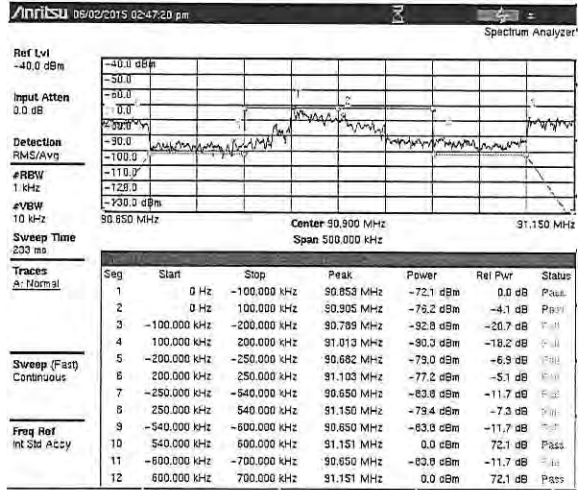 Anritsu 06/02/2015 02:47:20 pm
Spectrum Analyzer
Ref Lvl
-40.0 dBm
Input Atten
0.0 dB
Detection
RMS/Avg
#RBW
1 kHz
#VBW
10 kHz
Sweep Time
233 ms
Traces
A: Normal
Sweep (Fast)
Continuous
Freq Ref
Int Std Accy
-40.0 dBm
-50.0
-60.0
-90.0
-100.0
-110.0
-120.0
-130.0 dBm
90.650 MHz
Center 90.900 MHz
91.150 MHz
Span 500.000 kHz
Seg Start Stop Peak Power Rel Pwr Status
1 0 Hz -100.000 kHz 90.853 MHz -72.1 dBm 0.0 dB Pass
2 0 Hz 100.000 kHz 90.905 MHz -76.2 dBm -4.1 dB Pass
3 -100.000 kHz -200.000 kHz 90.789 MHz -92.8 dBm -20.7 dB
4 100.000 kHz 200.000 kHz 91.013 MHz -90.3 dBm -18.2 dB
5 -200.000 kHz -250.000 kHz 90.682 MHz -79.0 dBm -6.9 dB
6 200.000 kHz 250.000 kHz 91.103 MHz -77.2 dBm -5.1 dB
7 -250.000 kHz -540.000 kHz 90.650 MHz -83.8 dBm -11.7 dB
8 250.000 kHz 540.000 kHz 91.150 MHz -79.4 dBm -7.3 dB
9 -540.000 kHz -600.000 kHz 90.650 MHz -83.8 dBm -11.7 dB
10 540.000 kHz 600.000 kHz 91.151 MHz 0.0 dBm 72.1 dB Pass
11 -600.000 kHz -700.000 kHz 90.650 MHz -83.8 dBm -11.7 dB
12 600.000 kHz 700.000 kHz 91.151 MHz 0.0 dBm 72.1 dB Pass